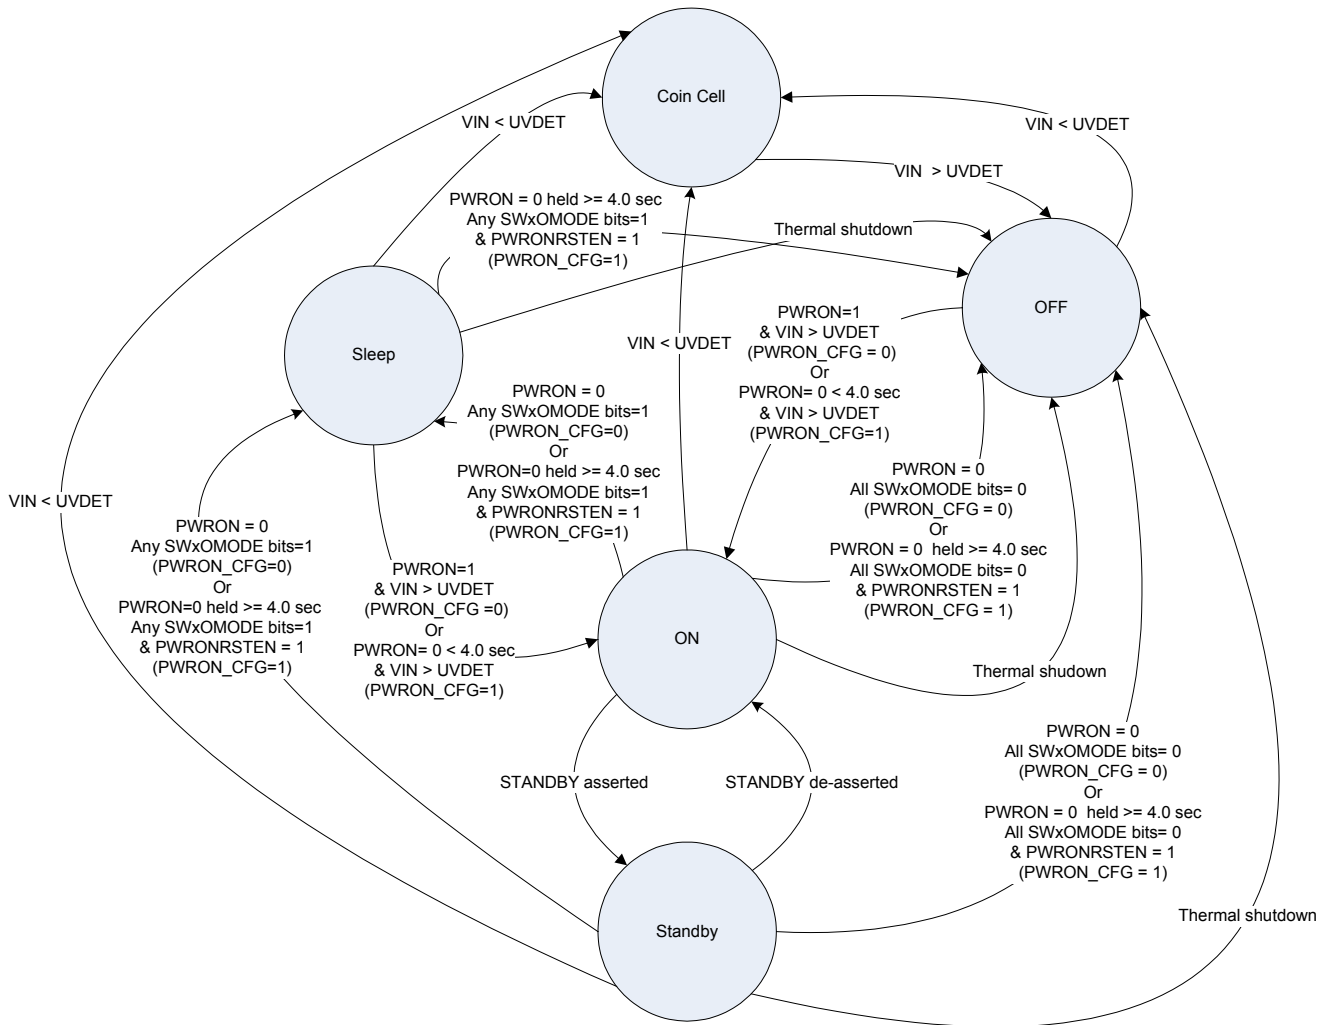 Coin Cell
VIN < UVDET
VIN < UVDET
VIN  > UVDET
PWRON = 0 held >= 4.0 sec
Any SWxOMODE bits=1
& PWRONRSTEN = 1
(PWRON_CFG=1)
Thermal shutdown
OFF
Sleep
VIN < UVDET
PWRON=1
& VIN > UVDET
(PWRON_CFG = 0)
Or
PWRON= 0 < 4.0 sec
& VIN > UVDET
(PWRON_CFG=1)
PWRON = 0
Any SWxOMODE bits=1
(PWRON_CFG=0)
Or
PWRON=0 held >= 4.0 sec
Any SWxOMODE bits=1
& PWRONRSTEN = 1
(PWRON_CFG=1)
PWRON = 0
All SWxOMODE bits= 0
(PWRON_CFG = 0)
Or
PWRON = 0  held >= 4.0 sec
All SWxOMODE bits= 0
& PWRONRSTEN = 1
(PWRON_CFG = 1)
VIN < UVDET
PWRON = 0
Any SWxOMODE bits=1
(PWRON_CFG=0)
Or
PWRON=0 held >= 4.0 sec
Any SWxOMODE bits=1
& PWRONRSTEN = 1
(PWRON_CFG=1)
PWRON=1
& VIN > UVDET
(PWRON_CFG =0)
Or
PWRON= 0 < 4.0 sec
& VIN > UVDET
(PWRON_CFG=1)
ON
Thermal shudown
STANDBY asserted
STANDBY de-asserted
PWRON = 0
All SWxOMODE bits= 0
(PWRON_CFG = 0)
Or
PWRON = 0  held >= 4.0 sec
All SWxOMODE bits= 0
& PWRONRSTEN = 1
(PWRON_CFG = 1)
Standby
Thermal shutdown